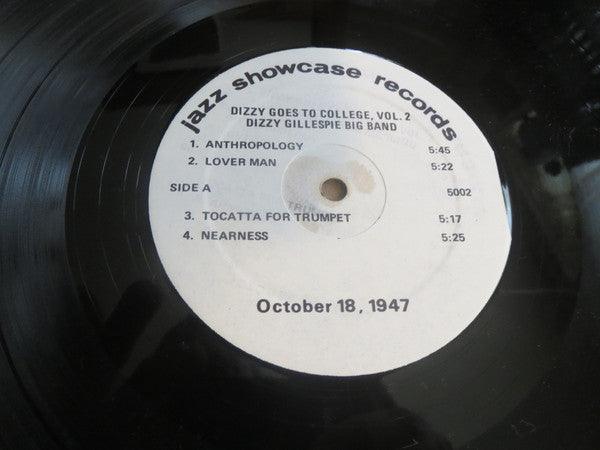 jazz showcase records
DIZZY GOES TO COLLEGE, VOL. 2
DIZZY GILLESPIE BIG BAND
1. ANTHROPOLOGY 5:45
2. LOVER MAN 5:22
SIDE A 5002
3. TOCATTA FOR TRUMPET 5:17
4. NEARNESS 5:25
October 18, 1947